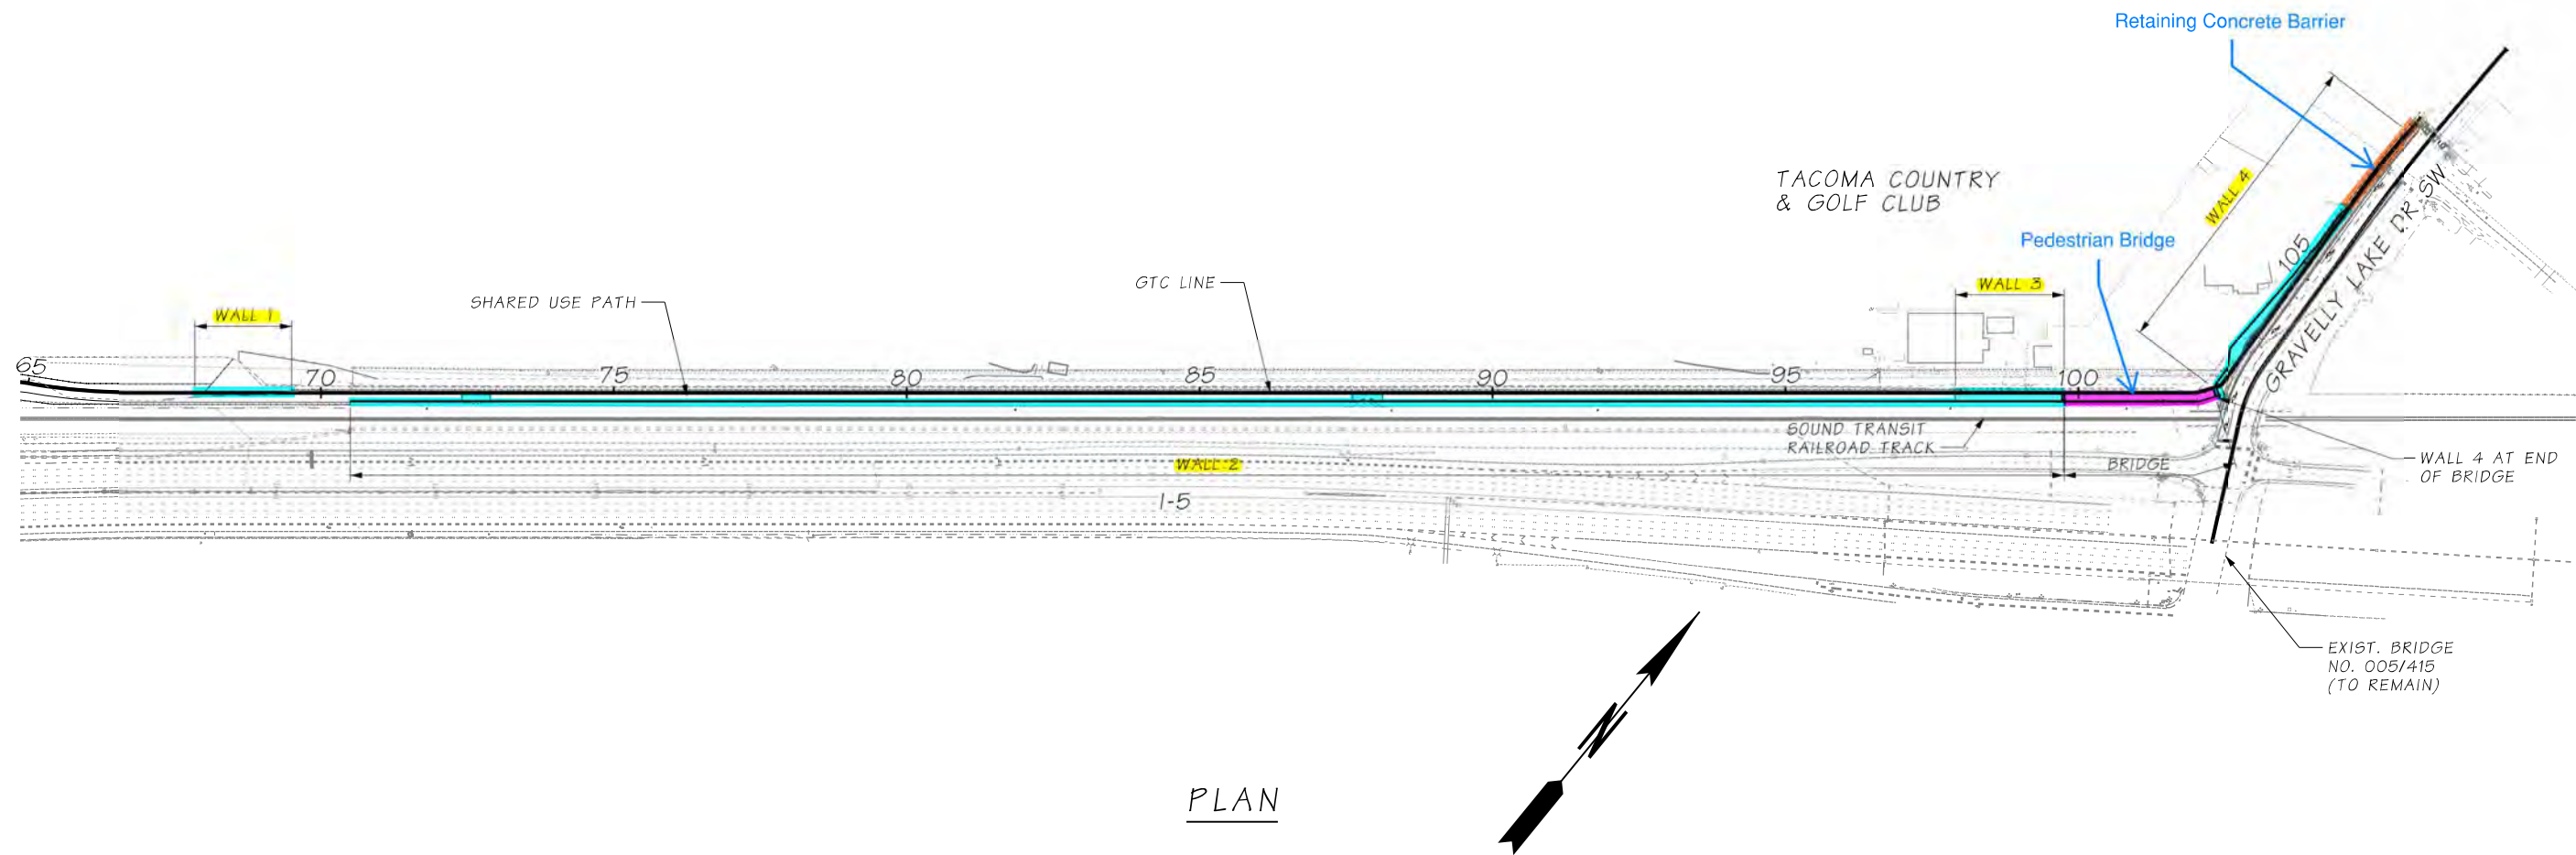 Retaining Concrete Barrier
TACOMA COUNTRY
& GOLF CLUB
WALL 4
Pedestrian Bridge
105
GRAVELLY LAKE DR SW
GTC LINE
WALL 3
SHARED USE PATH
WALL 1
65
70
75
80
85
90
95
100
SOUND TRANSIT
RAILROAD TRACK
WALL 2
BRIDGE
WALL 4 AT END
OF BRIDGE
I-5
EXIST. BRIDGE
NO. 005/415
(TO REMAIN)
N
PLAN